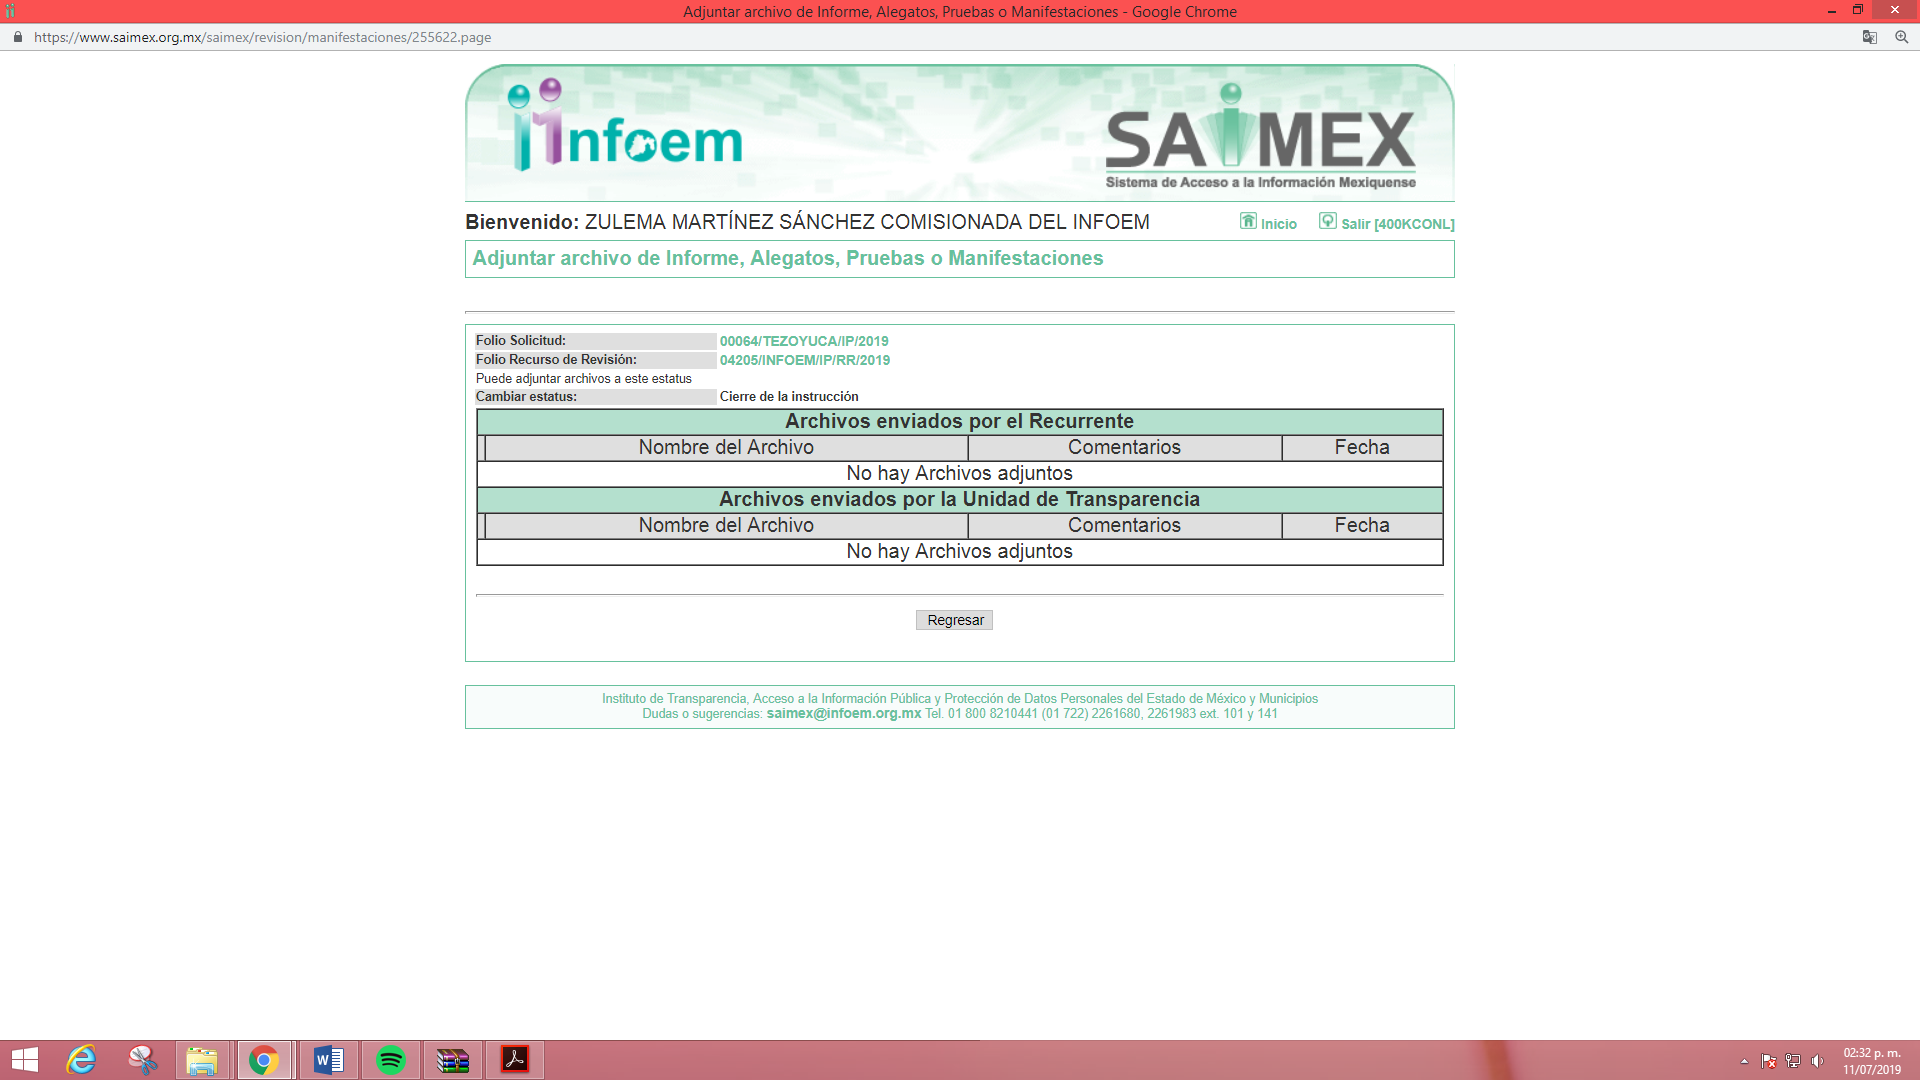 Adjuntar archivo de Informe, Alegatos, Pruebas o Manifestaciones - Google Chrome
https://www.saimex.org.mx/saimex/revision/manifestaciones/255622.page
infoem
SAIMEX
Sistema de Acceso a la Información Mexiquense
Bienvenido: ZULEMA MARTÍNEZ SÁNCHEZ COMISIONADA DEL INFOEM
Inicio
Salir [400KCONL]
Adjuntar archivo de Informe, Alegatos, Pruebas o Manifestaciones
Folio Solicitud: 00064/TEZOYUCA/IP/2019
Folio Recurso de Revisión: 04205/INFOEM/IP/RR/2019
Puede adjuntar archivos a este estatus
Cambiar estatus: Cierre de la instrucción
Archivos enviados por el Recurrente
Nombre del Archivo Comentarios Fecha
No hay Archivos adjuntos
Archivos enviados por la Unidad de Transparencia
Nombre del Archivo Comentarios Fecha
No hay Archivos adjuntos
Regresar
Instituto de Transparencia, Acceso a la Información Pública y Protección de Datos Personales del Estado de México y Municipios
Dudas o sugerencias: saimex@infoem.org.mx Tel. 01 800 8210441 (01 722) 2261680, 2261983 ext. 101 y 141
02:32 p. m.
11/07/2019